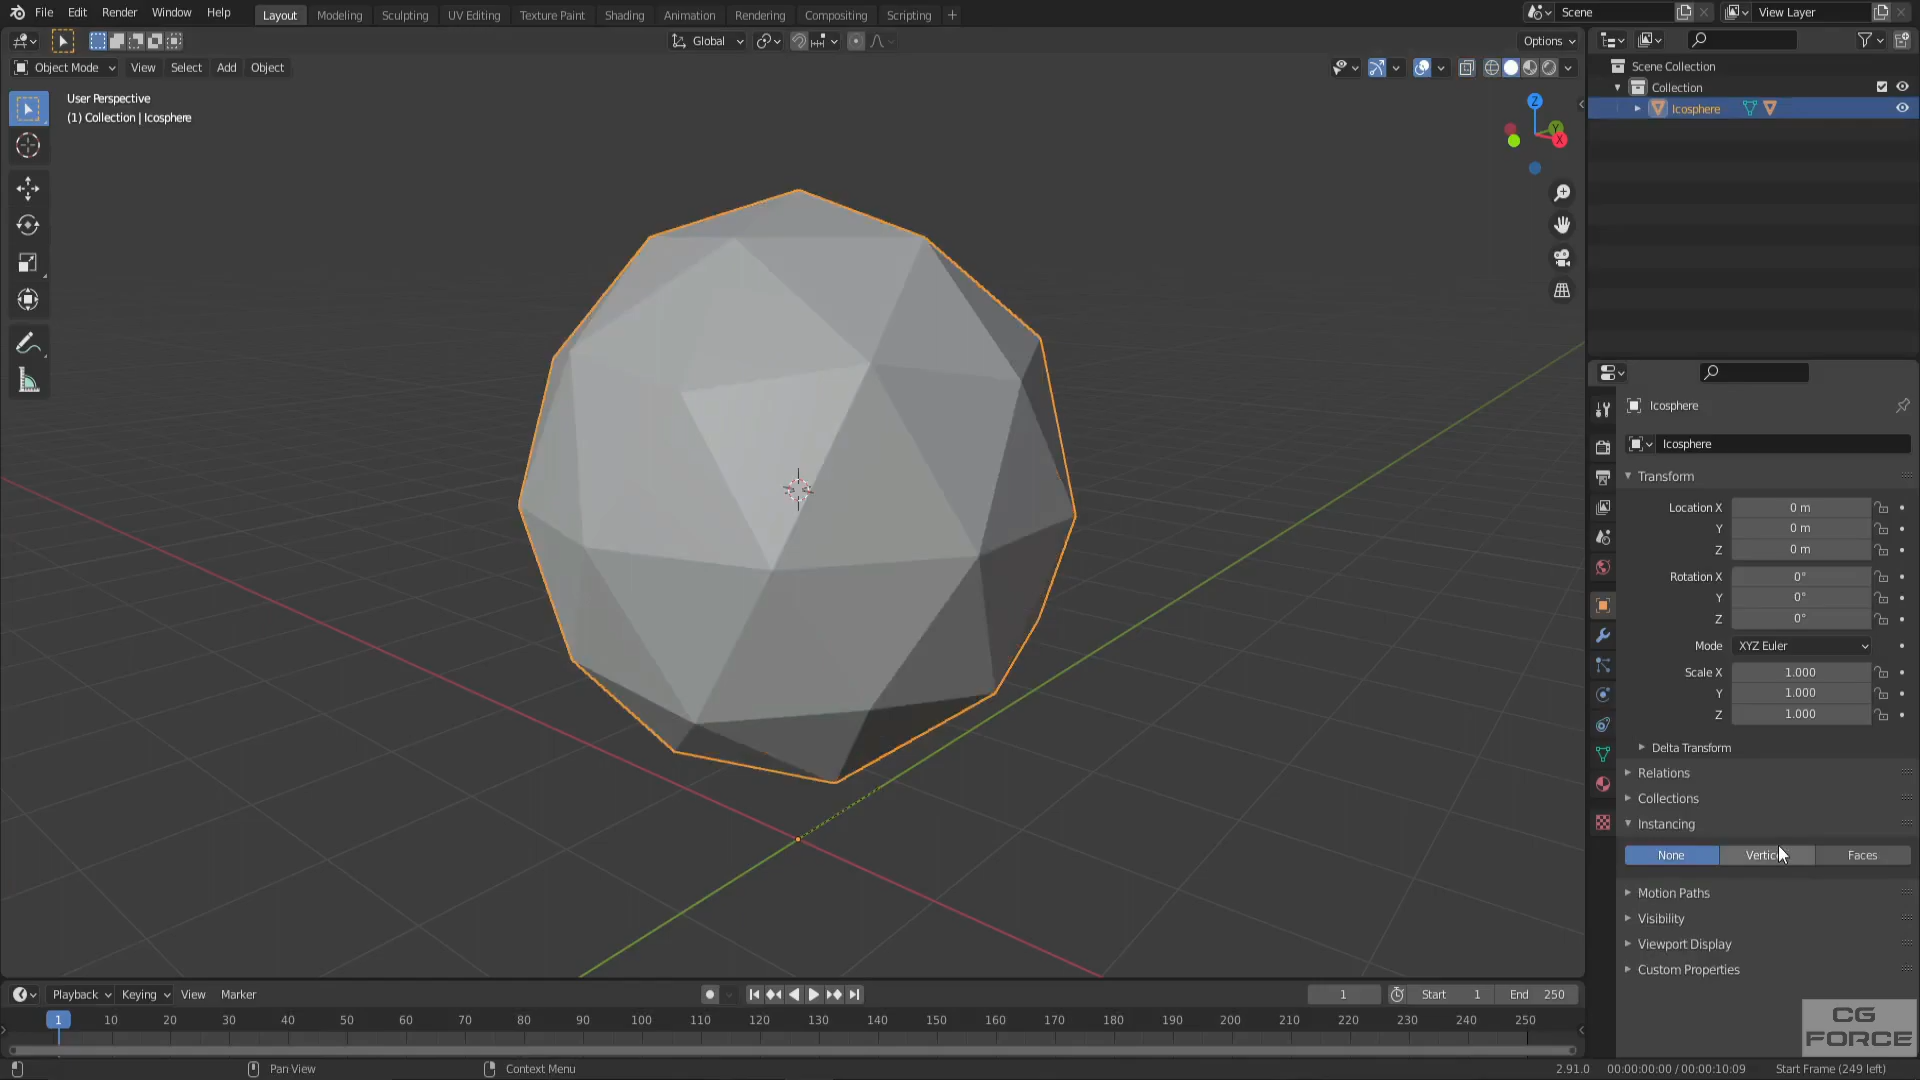 File Edit Render Window Help Layout Modeling Sculpting UV Editing Texture Paint Shading Animation Rendering Compositing Scripting + Scene View Layer
Global Options
Object Mode View Select Add Object
User Perspective
(1) Collection | Icosphere
Z
Y
X
Scene Collection
Collection
Icosphere
Icosphere
Icosphere
Transform
Location X 0 m
Y 0 m
Z 0 m
Rotation X 0°
Y 0°
Z 0°
Mode XYZ Euler
Scale X 1.000
Y 1.000
Z 1.000
Delta Transform
Relations
Collections
Instancing
None Faces
Motion Paths
Visibility
Viewport Display
Custom Properties
Playback Keying View Marker 1 Start 1 End 250
1 10 20 30 40 50 60 70 80 90 100 110 120 130 140 150 160 170 180 190 200 210 220 230 240 250
CG
FORCE
Pan View Context Menu 2.91.0 00:00:00:00 / 00:00:10:09 Start Frame (249 left)